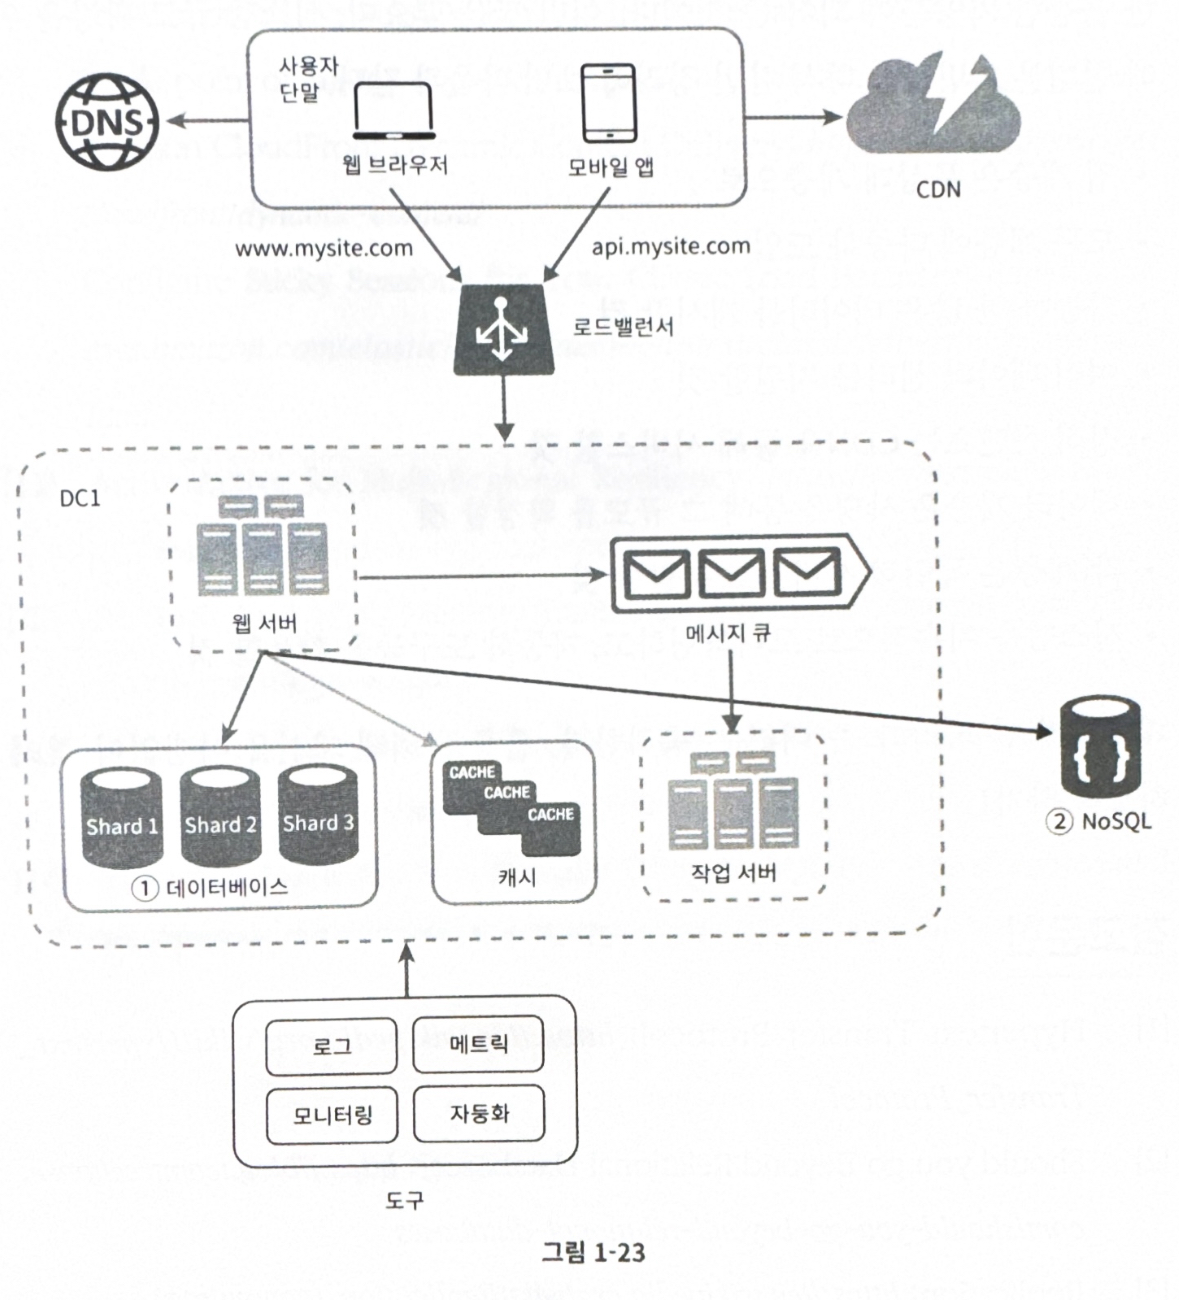 사용자
단말
DNS
웹 브라우저
모바일 앱
CDN
www.mysite.com
api.mysite.com
로드밸런서
DC1
웹 서버
메시지 큐
Shard 1
Shard 2
Shard 3
① 데이터베이스
CACHE
CACHE
CACHE
캐시
작업 서버
② NoSQL
로그
메트릭
모니터링
자동화
도구
그림 1-23